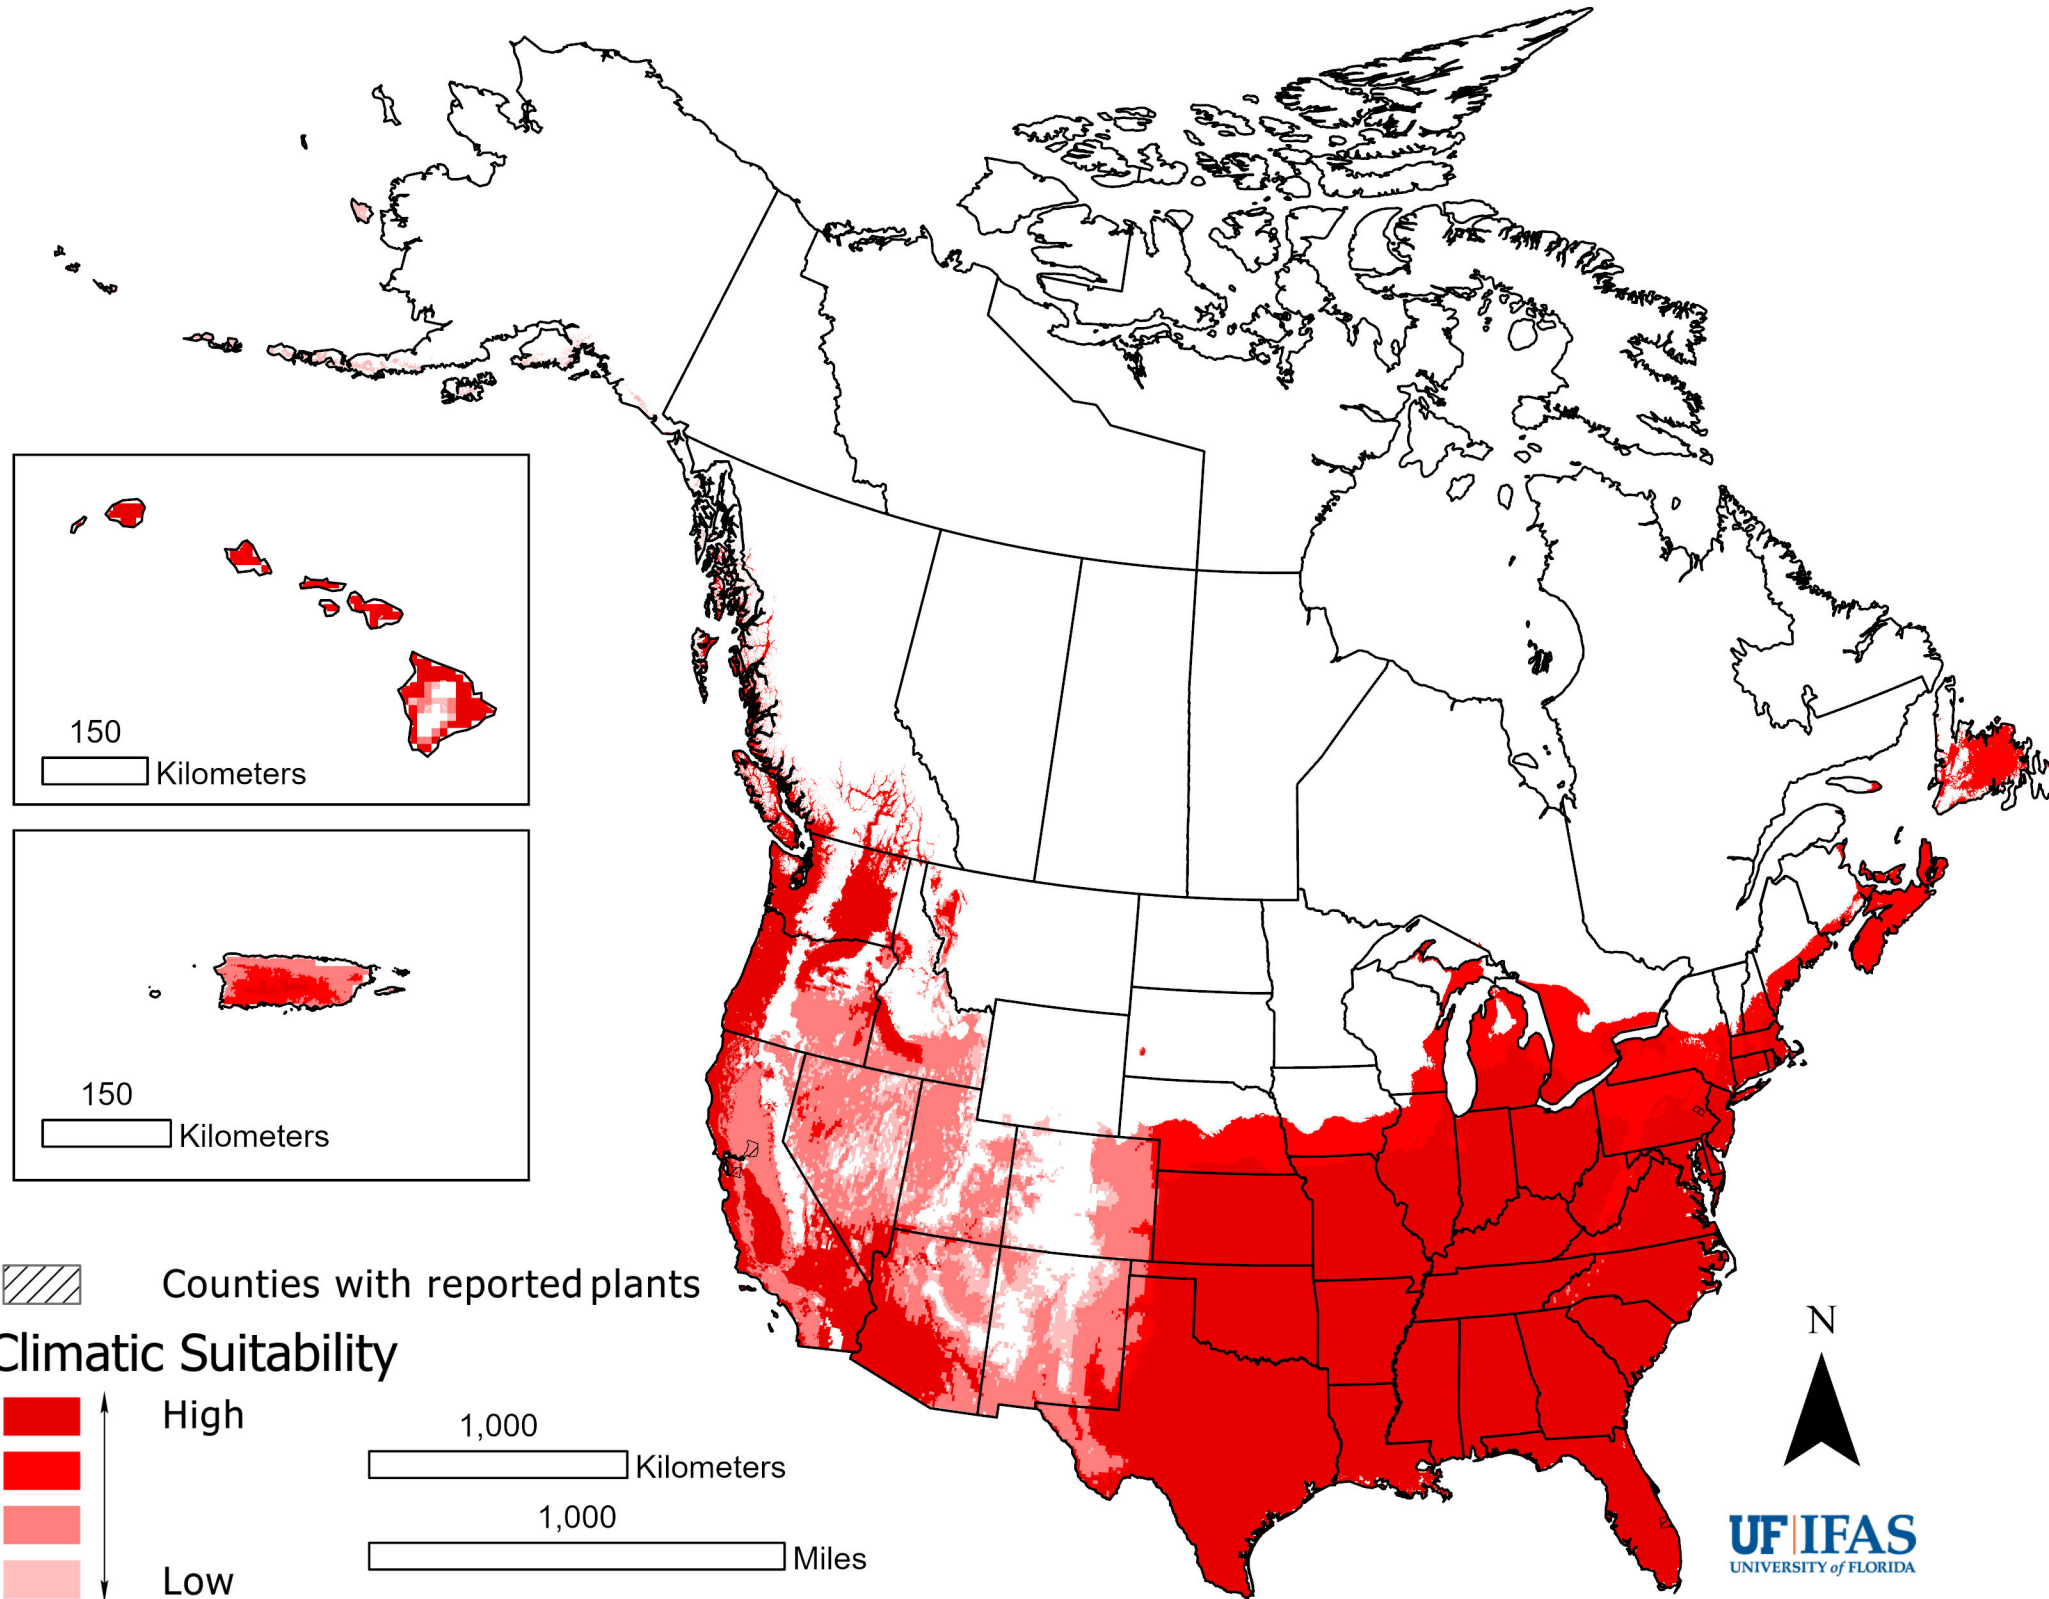 150
Kilometers
150
Kilometers
Counties with reported plants
Climatic Suitability
High
Low
1,000
Kilometers
1,000
Miles
N
UF|IFAS
UNIVERSITY of FLORIDA